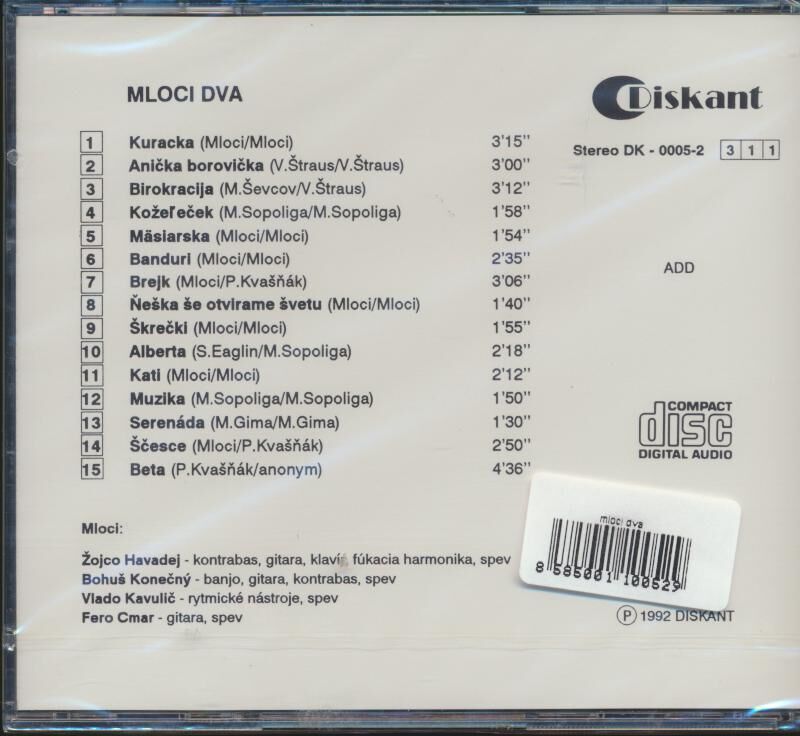 MLOCI DVA
Diskant
Stereo DK - 0005-2 3 1 1
1 Kuracka (Mloci/Mloci) 3'15"
2 Anička borovička (V.Štraus/V.Štraus) 3'00"
3 Birokracija (M.Ševcov/V.Štraus) 3'12"
4 Kožeľeček (M.Sopoliga/M.Sopoliga) 1'58"
5 Mäsiarska (Mloci/Mloci) 1'54"
6 Banduri (Mloci/Mloci) 2'35"
7 Brejk (Mloci/P.Kvašňák) 3'06"
8 Ňeška še otvirame švetu (Mloci/Mloci) 1'40"
9 Škrečki (Mloci/Mloci) 1'55"
10 Alberta (S.Eaglin/M.Sopoliga) 2'18"
11 Kati (Mloci/Mloci) 2'12"
12 Muzika (M.Sopoliga/M.Sopoliga) 1'50"
13 Serenáda (M.Gima/M.Gima) 1'30"
14 Ščesce (Mloci/P.Kvašňák) 2'50"
15 Beta (P.Kvašňák/anonym) 4'36"
ADD
COMPACT
disc
DIGITAL AUDIO
Mloci:
Žojco Havadej - kontrabas, gitara, klavír, fúkacia harmonika, spev
Bohuš Konečný - banjo, gitara, kontrabas, spev
Vlado Kavulič - rytmické nástroje, spev
Fero Cmar - gitara, spev
mloci dva
8 585001 100529
Ⓟ 1992 DISKANT